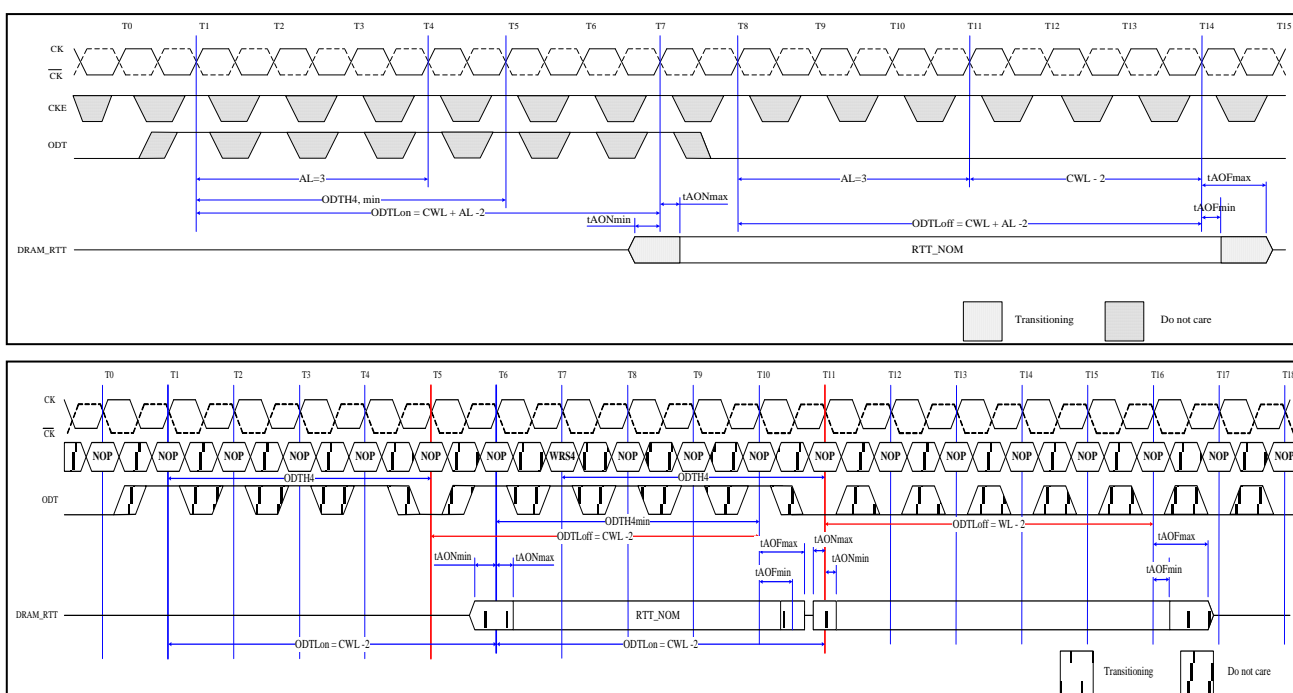 T0 T1 T2 T3 T4 T5 T6 T7 T8 T9 T10 T11 T12 T13 T14 T15
CK
CK
CKE
ODT
AL=3 AL=3 CWL - 2 tAOFmax
ODTH4, min tAONmax
ODTLon = CWL + AL -2 tAOFmin
tAONmin ODTLoff = CWL + AL -2
DRAM_RTT RTT_NOM
Transitioning Do not care
T0 T1 T2 T3 T4 T5 T6 T7 T8 T9 T10 T11 T12 T13 T14 T15 T16 T17 T18
CK
CK
NOP NOP NOP NOP NOP NOP NOP WRS4 NOP NOP NOP NOP NOP NOP NOP NOP NOP NOP NOP
ODTH4 ODTH4
ODT
ODTH4min ODTLoff = WL - 2
ODTLoff = CWL -2 tAOFmax tAONmax tAOFmax
tAONmin tAONmax tAONmin
tAOFmin tAOFmin
DRAM_RTT RTT_NOM
ODTLon = CWL -2 ODTLon = CWL -2
Transitioning Do not care